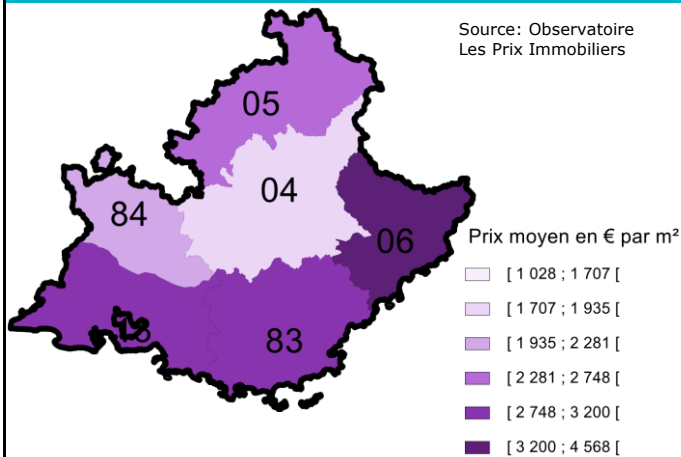 Source: Observatoire
Les Prix Immobiliers
05
04
84
06
13
83
Prix moyen en € par m²
[ 1 028 ; 1 707 [
[ 1 707 ; 1 935 [
[ 1 935 ; 2 281 [
[ 2 281 ; 2 748 [
[ 2 748 ; 3 200 [
[ 3 200 ; 4 568 [